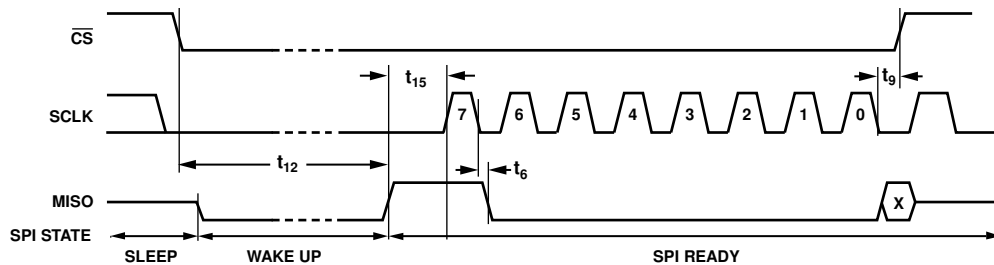 CS
t15
t9
SCLK
7 6 5 4 3 2 1 0
t12
t6
MISO
X
SPI STATE
SLEEP WAKE UP SPI READY